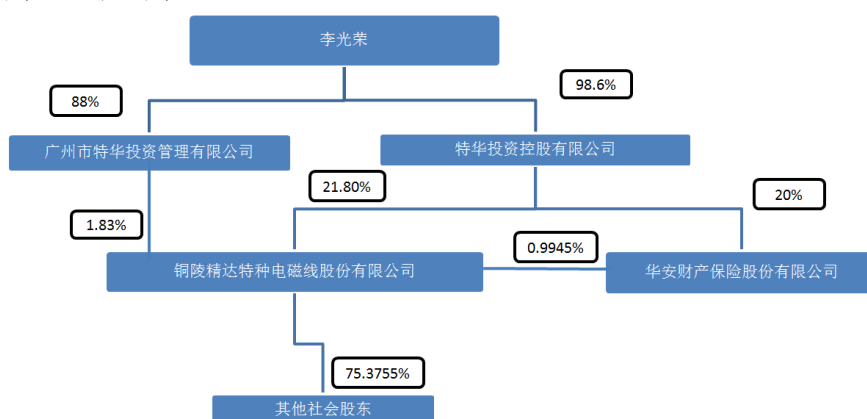 李光荣
88%
98.6%
广州市特华投资管理有限公司
特华投资控股有限公司
21.80%
20%
1.83%
0.9945%
铜陵精达特种电磁线股份有限公司
华安财产保险股份有限公司
75.3755%
其他社会股东